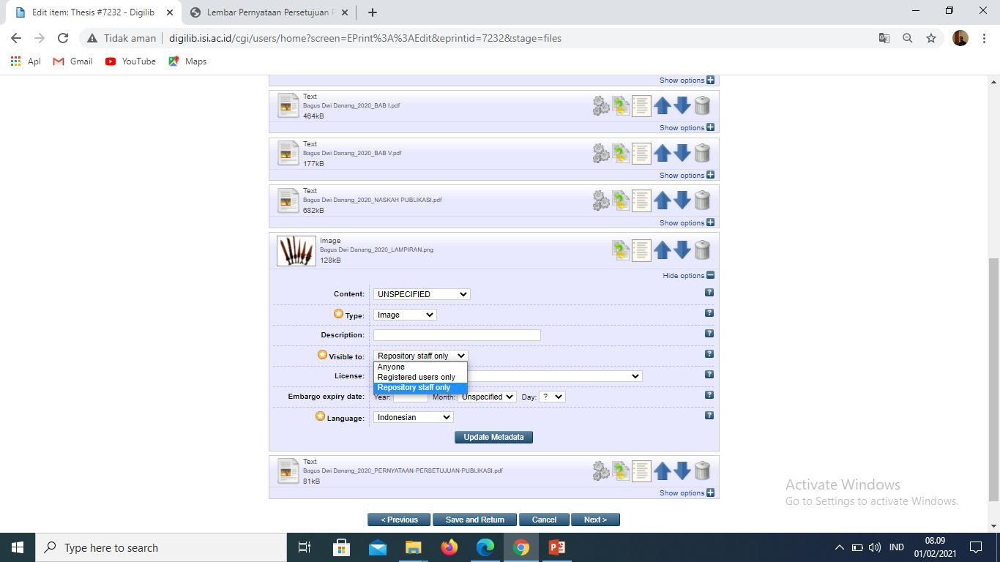 Edit item: Thesis #7232 - Digilib
Lembar Pernyataan Persetujuan P
Tidak aman
digilib.isi.ac.id/cgi/users/home?screen=EPrint%3A%3AEdit&eprintid=7232&stage=files
Apl Gmail YouTube Maps
Show options
Text
Bagus Dwi Danang_2020_BAB I.pdf
464kB
Show options
Text
Bagus Dwi Danang_2020_BAB V.pdf
177kB
Show options
Text
Bagus Dwi Danang_2020_NASKAH PUBLIKASI.pdf
682kB
Show options
Image
Bagus Dwi Danang_2020_LAMPIRAN.png
128kB
Hide options
Content: UNSPECIFIED
Type: Image
Description:
Visible to: Repository staff only
Anyone
Registered users only
Repository staff only
License:
Embargo expiry date: Year: Month: Unspecified Day: ?
Language: Indonesian
Update Metadata
Text
Bagus Dwi Danang_2020_PERNYATAAN-PERSETUJUAN-PUBLIKASI.pdf
81kB
Show options
< Previous Save and Return Cancel Next >
Activate Windows
Go to Settings to activate Windows.
Type here to search
IND
08.09
01/02/2021